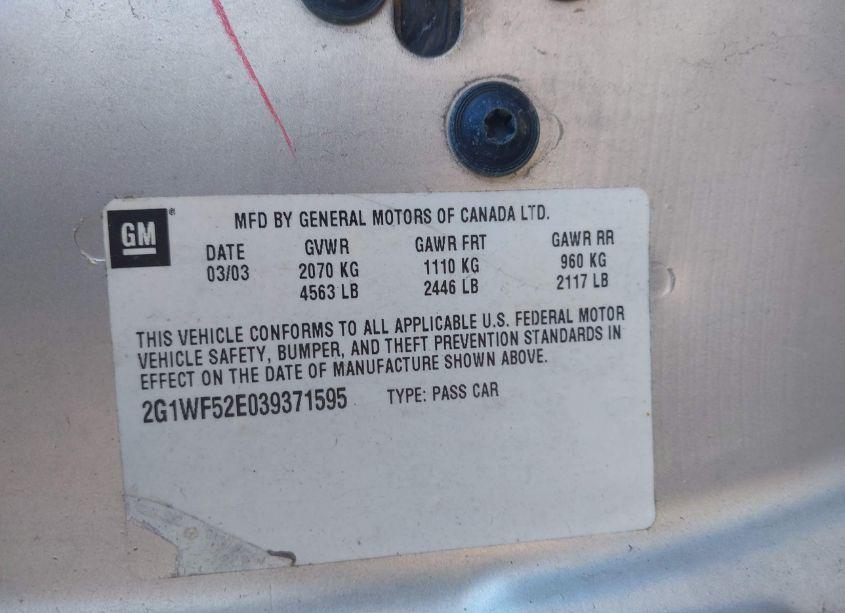 GM ®
MFD BY GENERAL MOTORS OF CANADA LTD.
DATE GVWR GAWR FRT GAWR RR
03/03 2070 KG 1110 KG 960 KG
4563 LB 2446 LB 2117 LB
THIS VEHICLE CONFORMS TO ALL APPLICABLE U.S. FEDERAL MOTOR
VEHICLE SAFETY, BUMPER, AND THEFT PREVENTION STANDARDS IN
EFFECT ON THE DATE OF MANUFACTURE SHOWN ABOVE.
2G1WF52E039371595 TYPE: PASS CAR